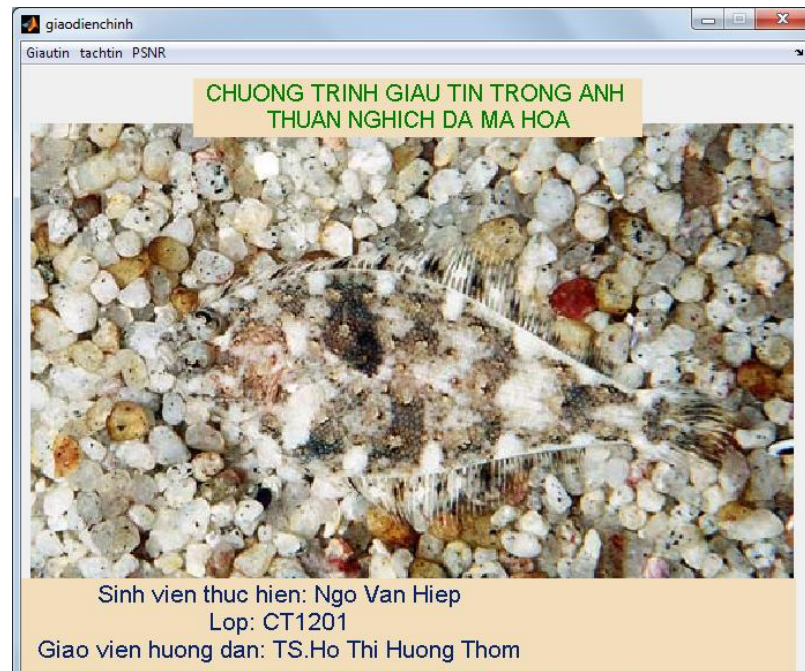 giaodienchinh
Giautin tachtin PSNR
CHUONG TRINH GIAU TIN TRONG ANH
THUAN NGHICH DA MA HOA
Sinh vien thuc hien: Ngo Van Hiep
Lop: CT1201
Giao vien huong dan: TS.Ho Thi Huong Thom